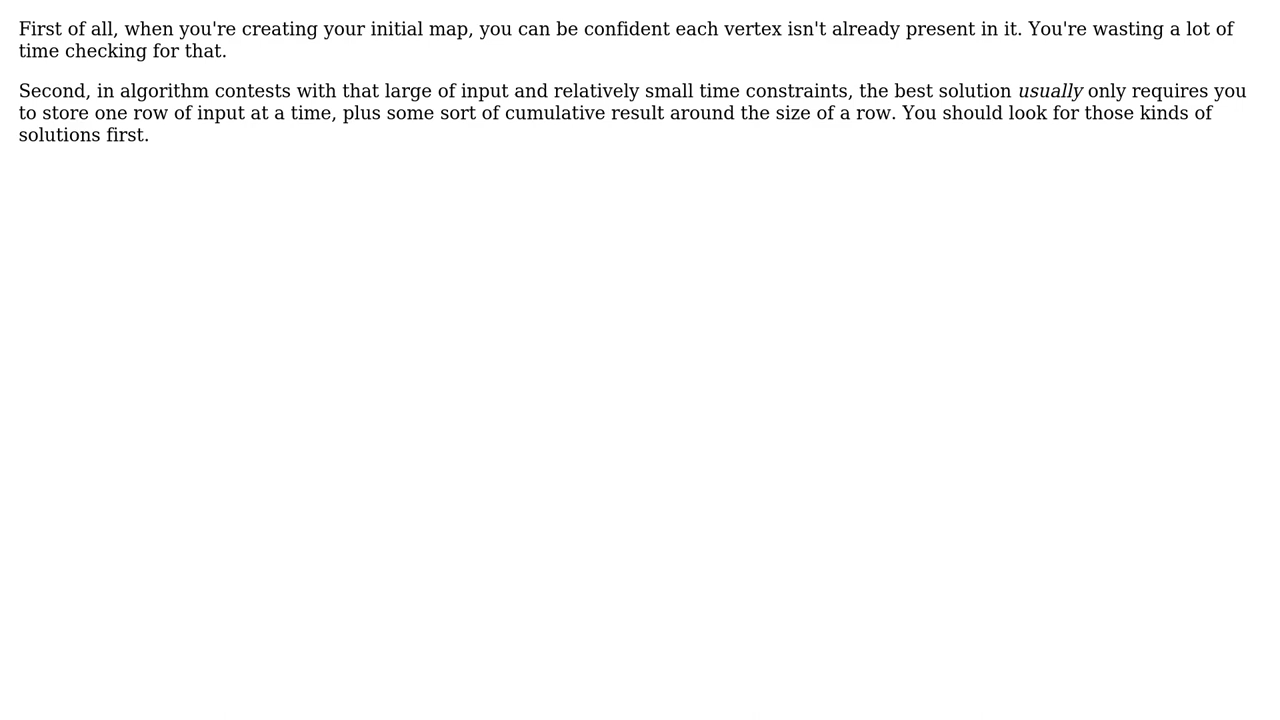 First of all, when you're creating your initial map, you can be confident each vertex isn't already present in it. You're wasting a lot of
time checking for that.
Second, in algorithm contests with that large of input and relatively small time constraints, the best solution usually only requires you
to store one row of input at a time, plus some sort of cumulative result around the size of a row. You should look for those kinds of
solutions first.